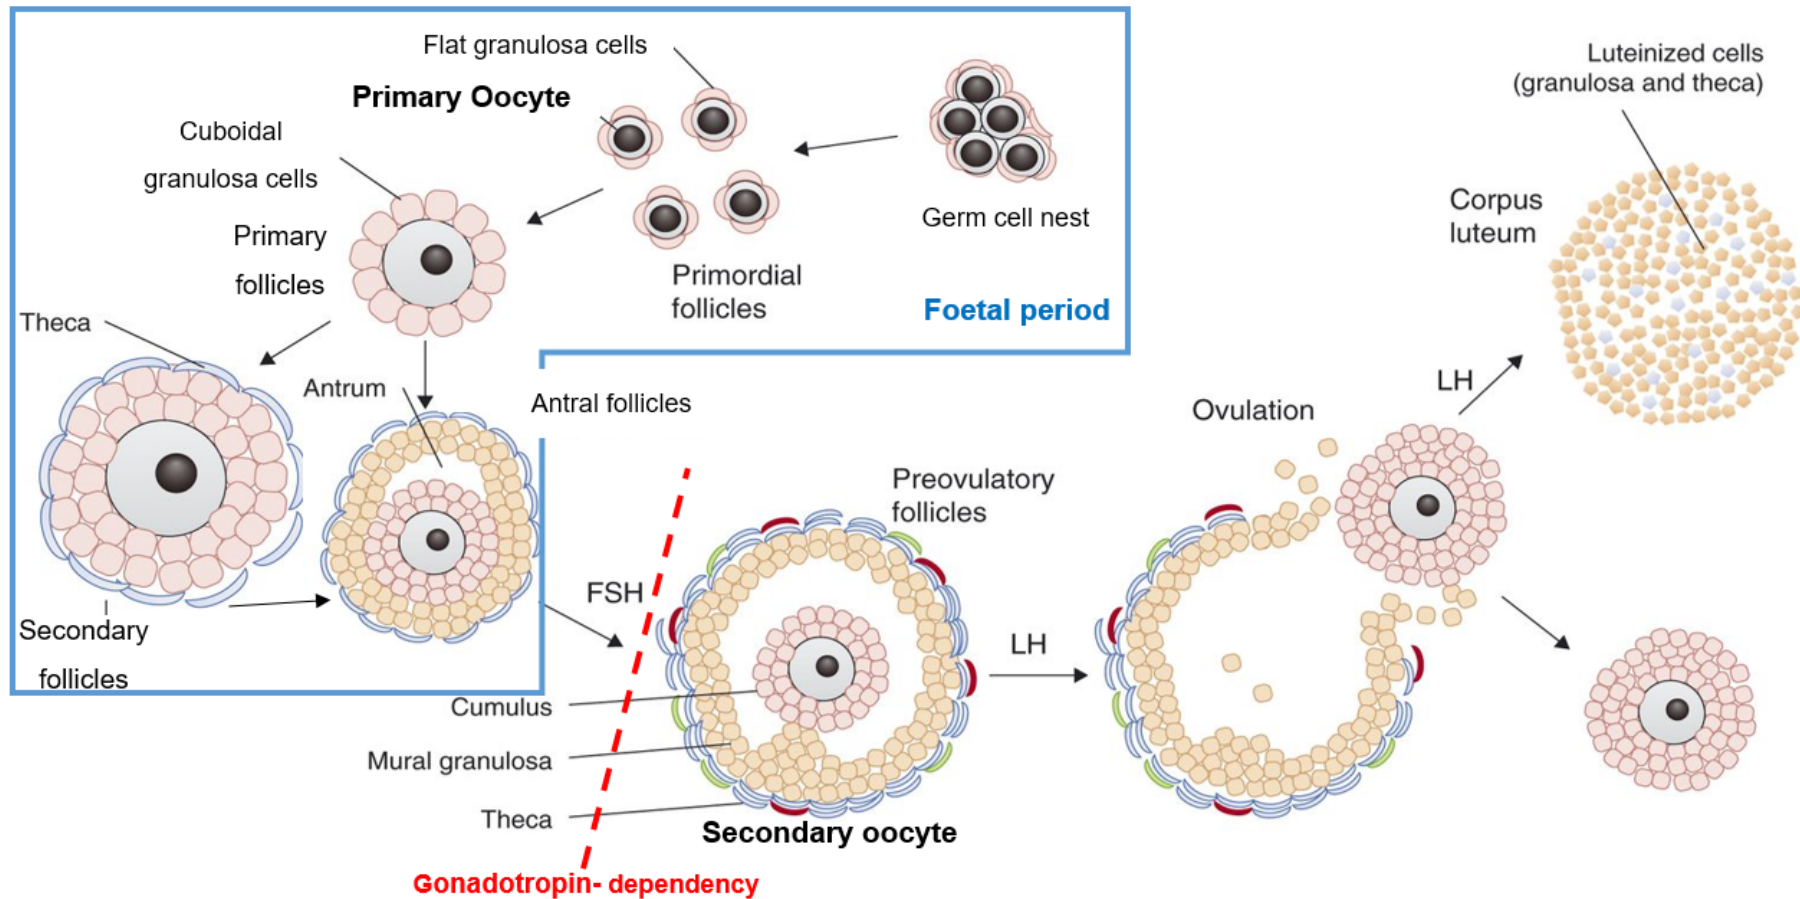 Flat granulosa cells
Primary Oocyte
Cuboidal
granulosa cells
Primary
follicles
Germ cell nest
Primordial
follicles
Foetal period
Theca
Antrum
Antral follicles
Secondary
follicles
FSH
Preovulatory
follicles
Cumulus
Mural granulosa
Theca
Secondary oocyte
Gonadotropin- dependency
LH
Ovulation
LH
Corpus
luteum
Luteinized cells
(granulosa and theca)